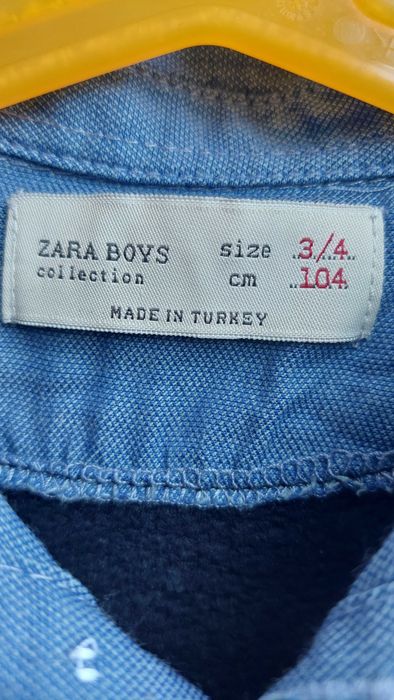 ZARA BOYS size 3/4
collection cm 104
MADE IN TURKEY